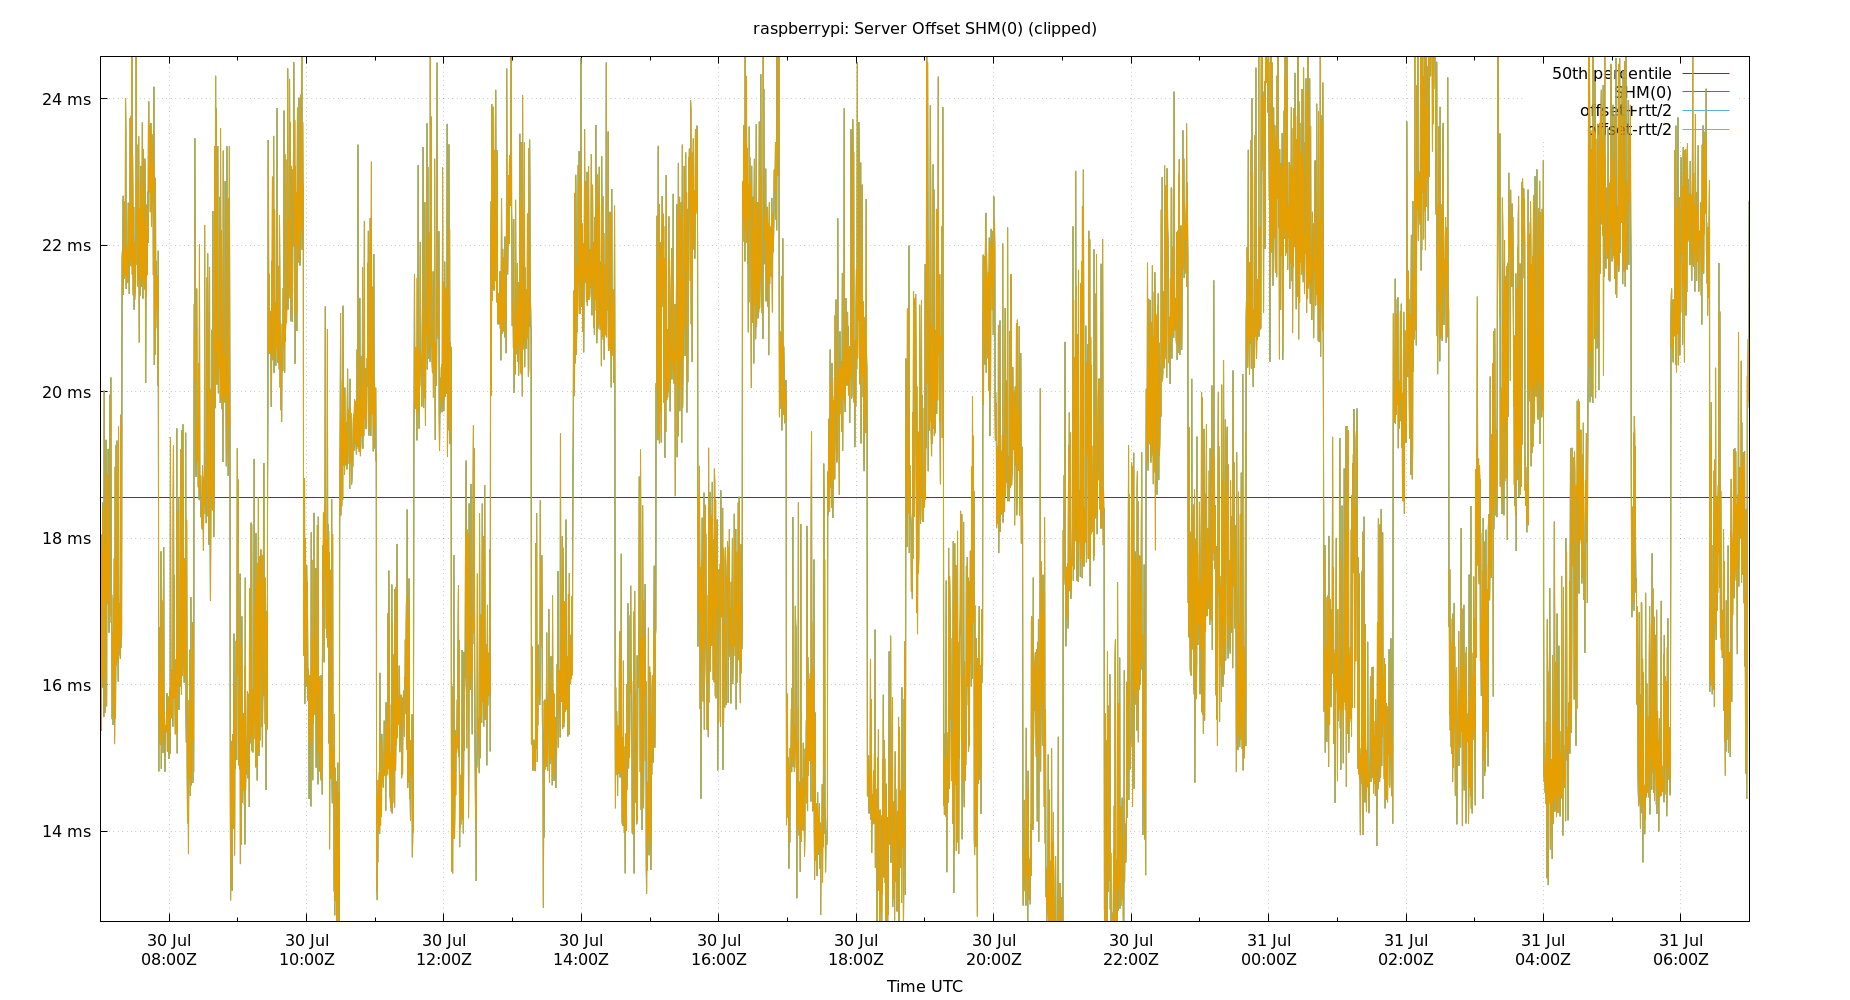 raspberrypi: Server Offset SHM(0) (clipped)
50th percentile
SHM(0)
offset+rtt/2
offset-rtt/2
24 ms
22 ms
20 ms
18 ms
16 ms
14 ms
30 Jul 30 Jul 30 Jul 30 Jul 30 Jul 30 Jul 30 Jul 30 Jul 31 Jul 31 Jul 31 Jul 31 Jul
08:00Z 10:00Z 12:00Z 14:00Z 16:00Z 18:00Z 20:00Z 22:00Z 00:00Z 02:00Z 04:00Z 06:00Z
Time UTC